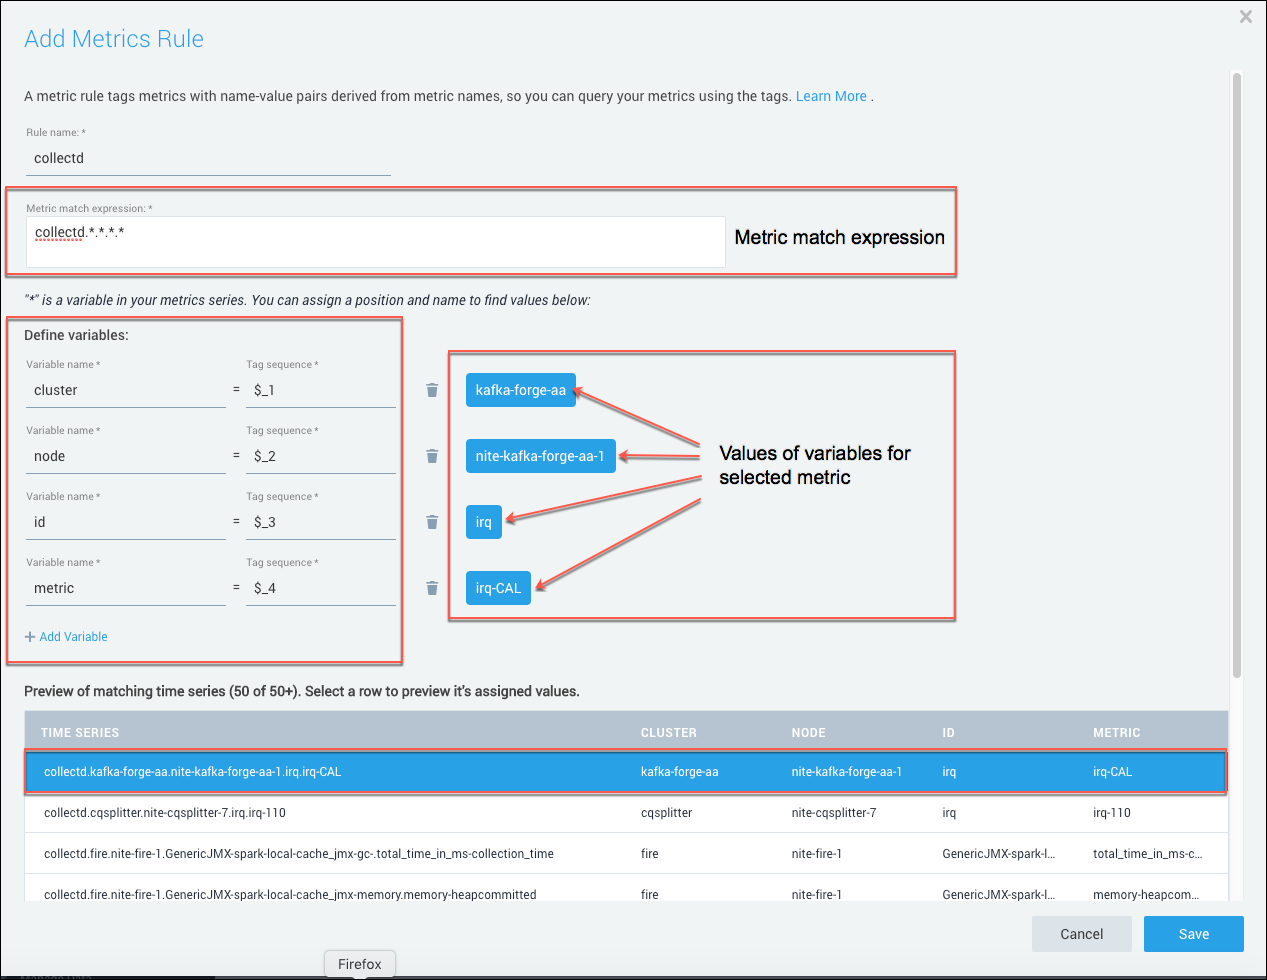 Add Metrics Rule
A metric rule tags metrics with name-value pairs derived from metric names, so you can query your metrics using the tags. Learn More .
Rule name: *
collectd
Metric match expression: *
collectd.*.*.*.*
Metric match expression
"*" is a variable in your metrics series. You can assign a position and name to find values below:
Define variables:
Variable name * Tag sequence *
cluster = $_1 kafka-forge-aa
Variable name * Tag sequence *
node = $_2 nite-kafka-forge-aa-1
Values of variables for
selected metric
Variable name * Tag sequence *
id = $_3 irq
Variable name * Tag sequence *
metric = $_4 irq-CAL
+ Add Variable
Preview of matching time series (50 of 50+). Select a row to preview it's assigned values.
TIME SERIES CLUSTER NODE ID METRIC
collectd.kafka-forge-aa.nite-kafka-forge-aa-1.irq.irq-CAL kafka-forge-aa nite-kafka-forge-aa-1 irq irq-CAL
collectd.cqsplitter.nite-cqsplitter-7.irq.irq-110 cqsplitter nite-cqsplitter-7 irq irq-110
collectd.fire.nite-fire-1.GenericJMX-spark-local-cache_jmx-gc-.total_time_in_ms-collection_time fire nite-fire-1 GenericJMX-spark-l... total_time_in_ms-c...
collectd.fire.nite-fire-1.GenericJMX-spark-local-cache_jmx-memory.memory-heapcommitted fire nite-fire-1 GenericJMX-spark-l... memory-heapcom...
Cancel Save
Firefox